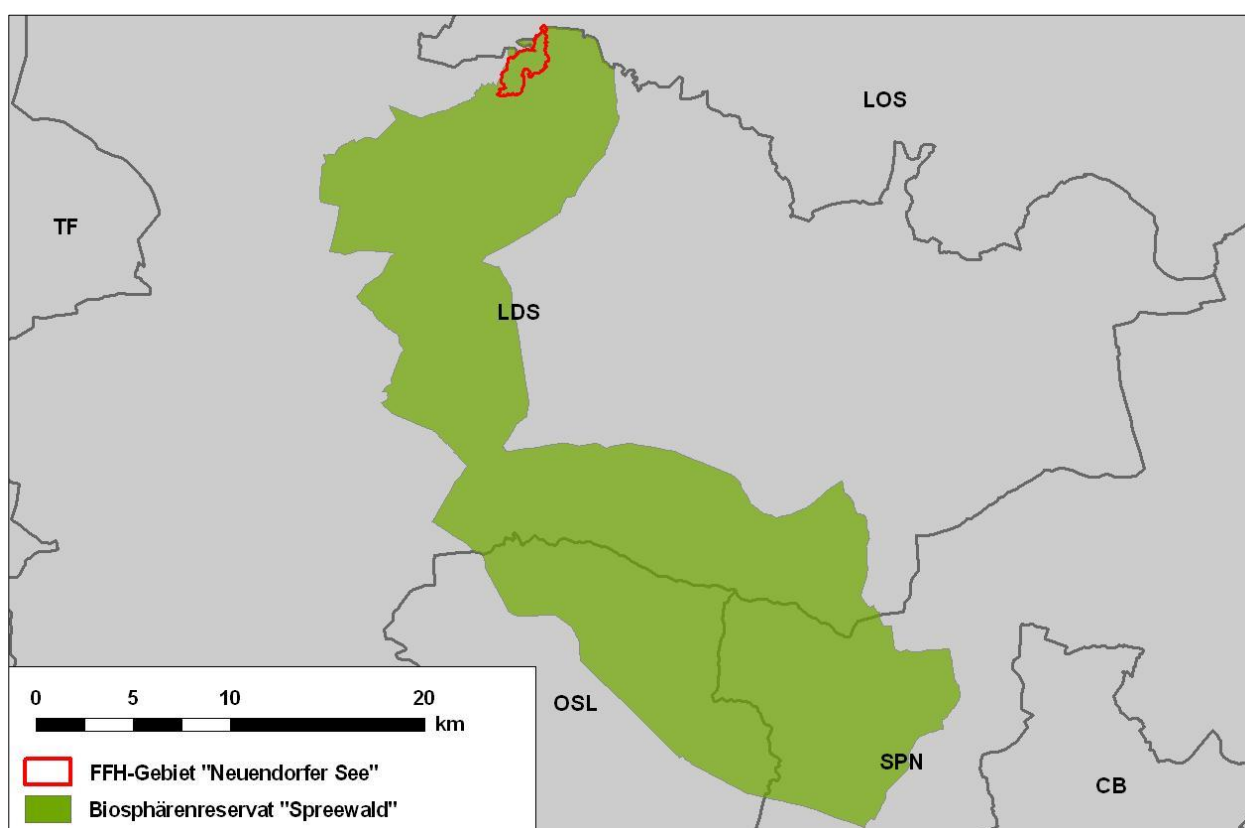 LOS
TF
LDS
OSL
SPN
CB
0 5 10 20
km
FFH-Gebiet "Neuendorfer See"
Biosphärenreservat "Spreewald"